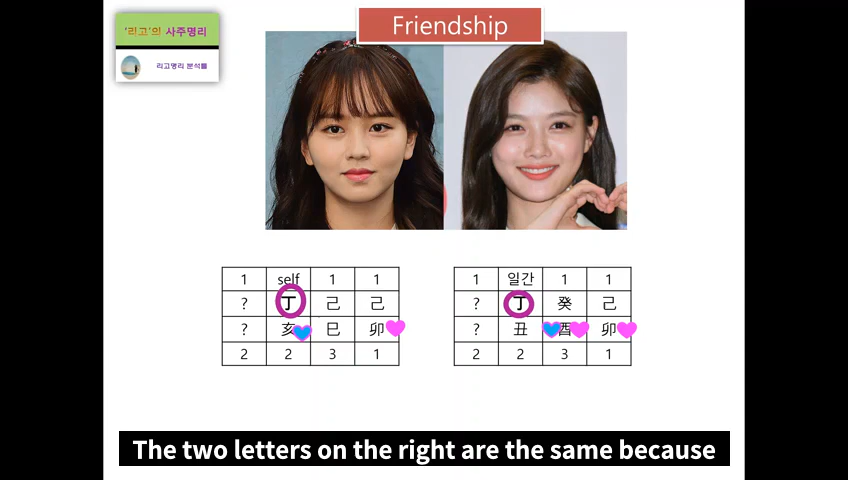 Friendship
'리고'의 사주명리
리고명리 분석틀
1 self 1 1
? 丁 己 己
? 亥 巳 卯
2 2 3 1
1 일간 1 1
? 丁 癸 己
? 丑 酉 卯
2 2 3 1
The two letters on the right are the same because